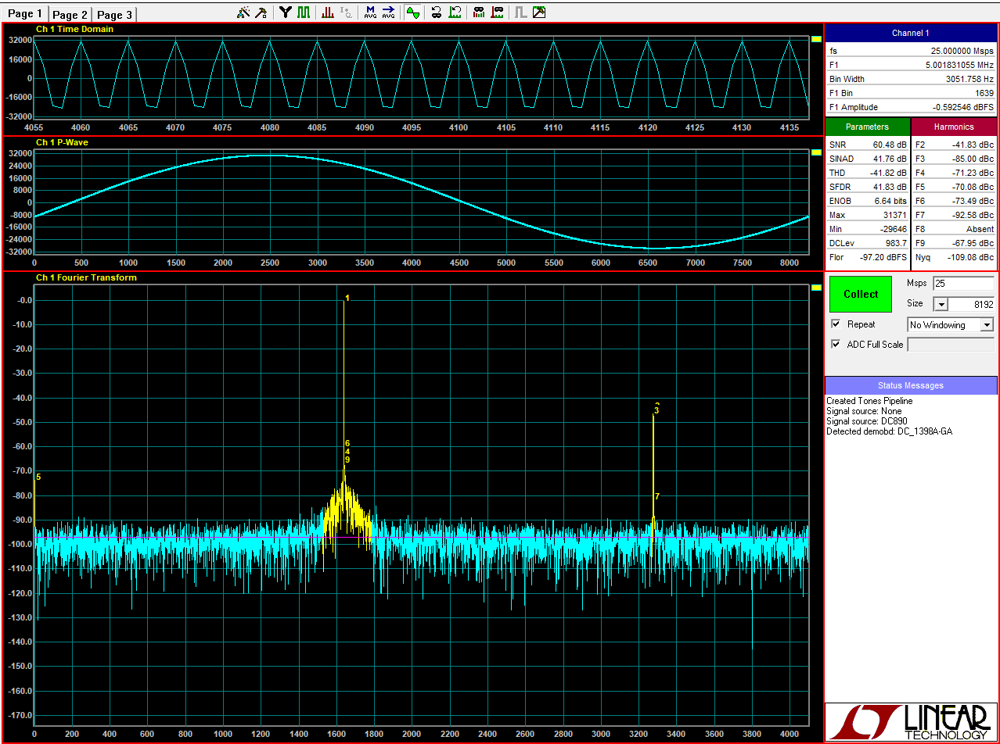 Page 1 Page 2 Page 3
M AVG AVG
Ch 1 Time Domain
32000
16000
0
-16000
-32000
4055 4060 4065 4070 4075 4080 4085 4090 4095 4100 4105 4110 4115 4120 4125 4130 4135
Ch 1 P-Wave
32000
24000
16000
8000
0
-8000
-16000
-24000
-32000
0 500 1000 1500 2000 2500 3000 3500 4000 4500 5000 5500 6000 6500 7000 7500 8000
Ch 1 Fourier Transform
1
-0.0
-10.0
-20.0
-30.0
-40.0
3
-50.0
-60.0
6
4
9
-70.0
5
7
-80.0
-90.0
-100.0
-110.0
-120.0
-130.0
-140.0
-150.0
-160.0
-170.0
0 200 400 600 800 1000 1200 1400 1600 1800 2000 2200 2400 2600 2800 3000 3200 3400 3600 3800 4000
Channel 1
fs 25.000000 Msps
F1 5.001831055 MHz
Bin Width 3051.758 Hz
F1 Bin 1639
F1 Amplitude -0.592546 dBFS
Parameters Harmonics
SNR 60.48 dB F2 -41.83 dBc
SINAD 41.76 dB F3 -85.00 dBc
THD -41.82 dB F4 -71.23 dBc
SFDR 41.83 dB F5 -70.08 dBc
ENOB 6.64 bits F6 -73.49 dBc
Max 31371 F7 -92.58 dBc
Min -29646 F8 Absent
DCLev 983.7 F9 -67.95 dBc
Flor -97.20 dBFS Nyq -109.08 dBc
Collect
Msps 25
Size 8192
Repeat No Windowing
ADC Full Scale
Status Messages
Created Tones Pipeline
Signal source: None
Signal source: DC890
Detected demobd: DC_1398A-GA
LINEAR
TECHNOLOGY